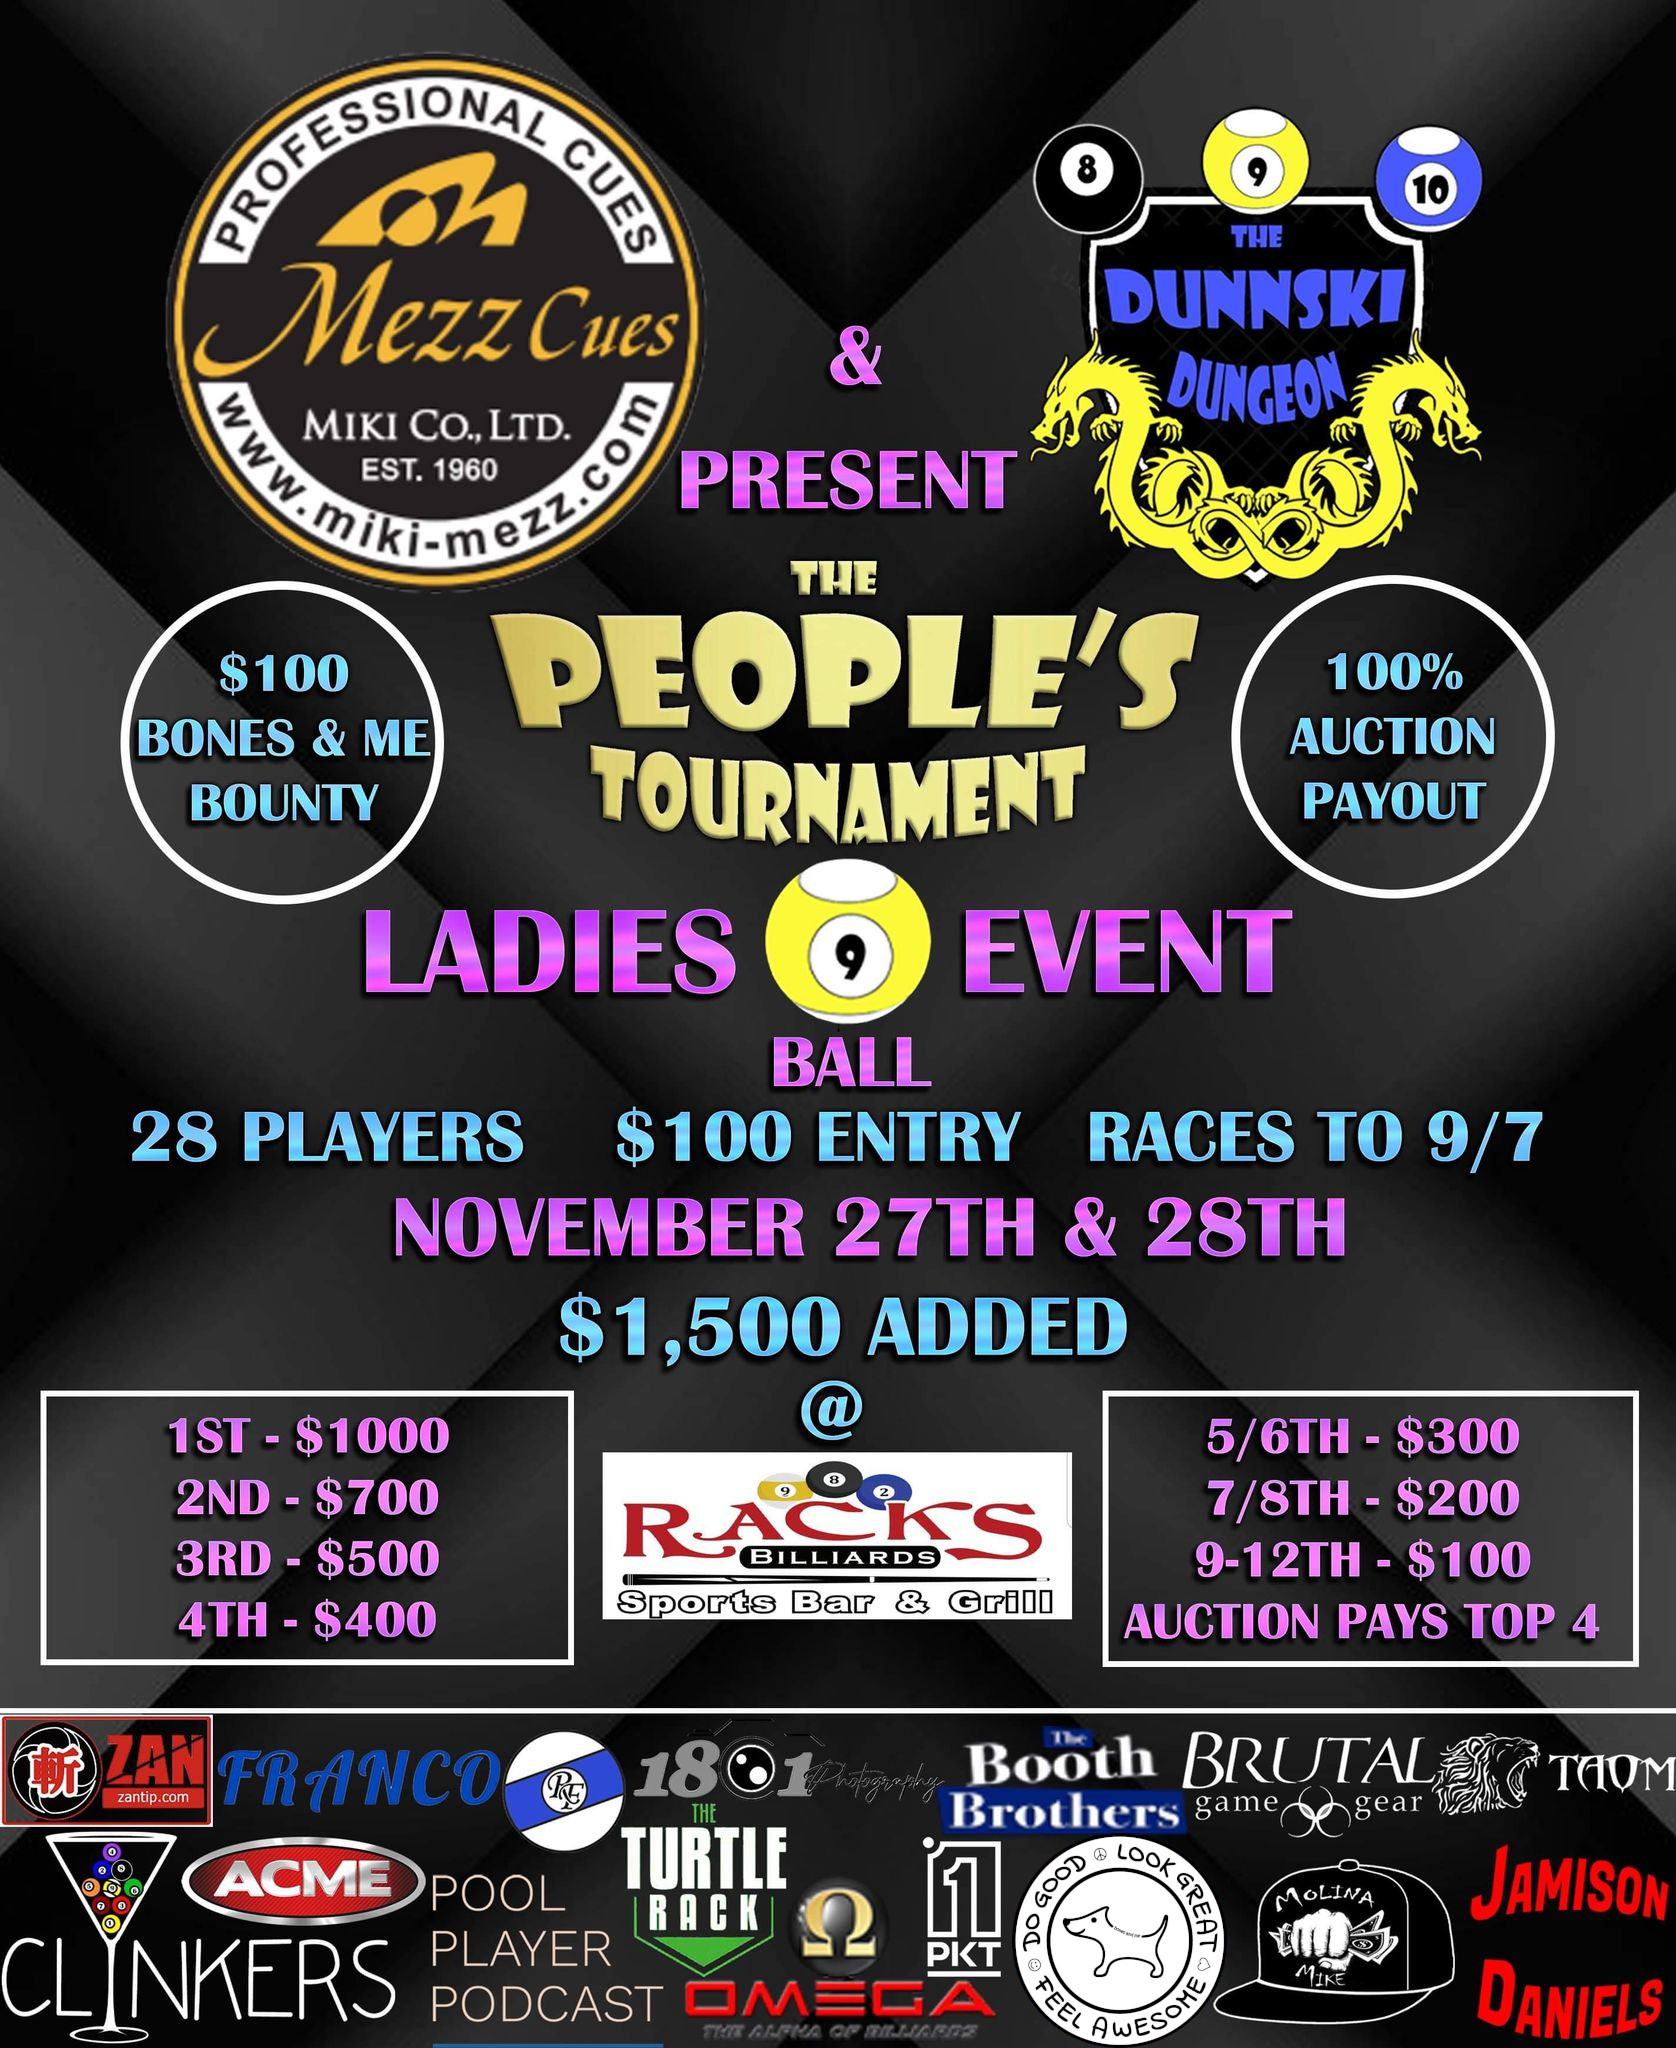 PROFESSIONAL CUES
Mezz Cues
MIKI CO., LTD.
EST. 1960
www.miki-mezz.com
8
9
10
THE
DUNNSKI
DUNGEON
&
PRESENT
THE
PEOPLE'S
TOURNAMENT
$100
BONES & ME
BOUNTY
100%
AUCTION
PAYOUT
LADIES 9 EVENT
BALL
28 PLAYERS $100 ENTRY RACES TO 9/7
NOVEMBER 27TH & 28TH
$1,500 ADDED
@
1ST - $1000
2ND - $700
3RD - $500
4TH - $400
9 8 2
RACKS
BILLIARDS
Sports Bar & Grill
5/6TH - $300
7/8TH - $200
9-12TH - $100
AUCTION PAYS TOP 4
斬 ZAN
zantip.com
FRANCO
1801 Photography
The
Booth
Brothers
BRUTAL
game gear
TAOM
CLINKERS
ACME
POOL
PLAYER
PODCAST
THE
TURTLE
RACK
Ω
OMEGA
THE ALPHA OF BILLIARDS
1
PKT
DO GOOD LOOK GREAT
FEEL AWESOME
MOLINA
MIKE
JAMISON
DANIELS